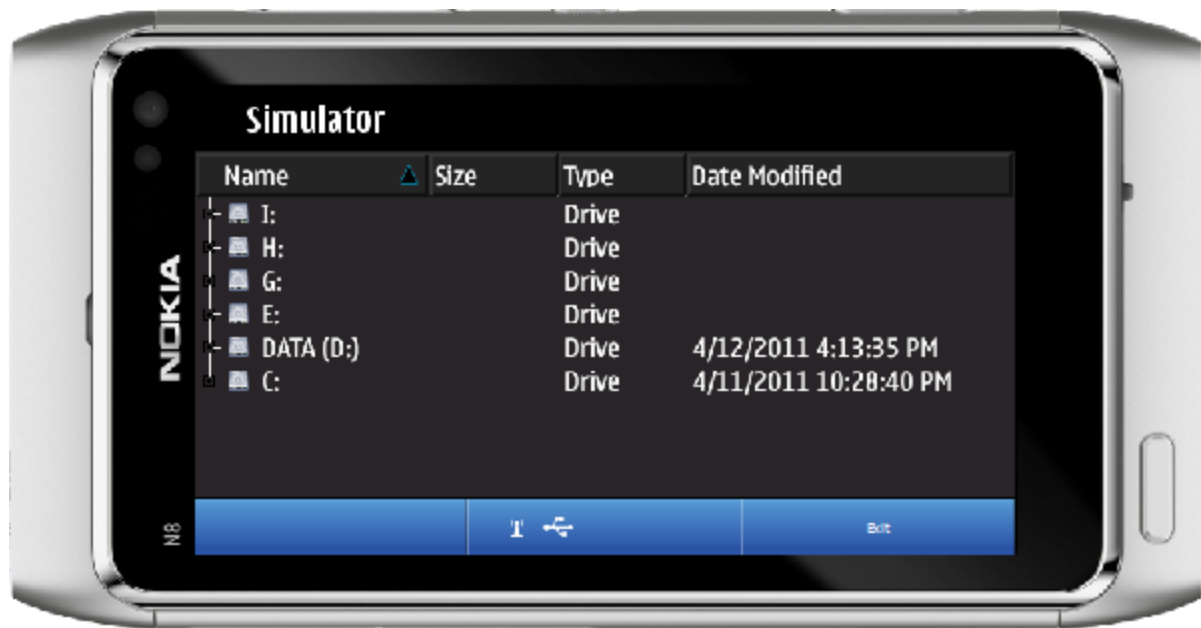 Simulator
Name Size Type Date Modified
I: Drive
H: Drive
G: Drive
E: Drive
DATA (D:) Drive 4/12/2011 4:13:35 PM
C: Drive 4/11/2011 10:28:40 PM
Exit
NOKIA
N8